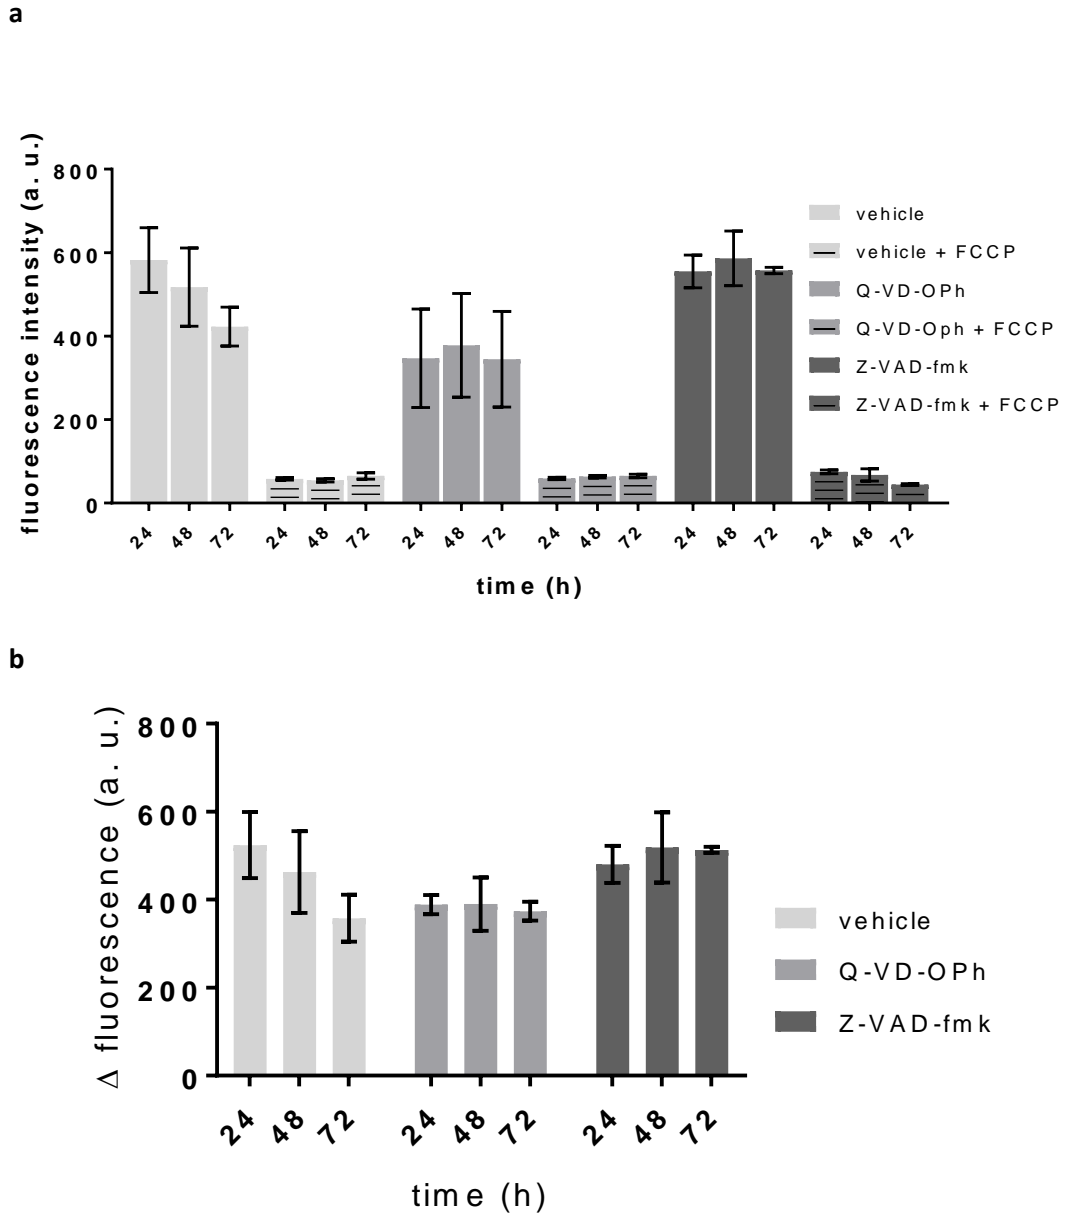 a
fluorescence intensity (a. u.)
800
600
400
200
0
24 48 72 24 48 72 24 48 72 24 48 72 24 48 72 24 48 72
time (h)
vehicle
vehicle + FCCP
Q-VD-OPh
Q-VD-Oph + FCCP
Z-VAD-fmk
Z-VAD-fmk + FCCP
b
Δ fluorescence (a. u.)
800
600
400
200
0
24 48 72 24 48 72 24 48 72
time (h)
vehicle
Q-VD-OPh
Z-VAD-fmk